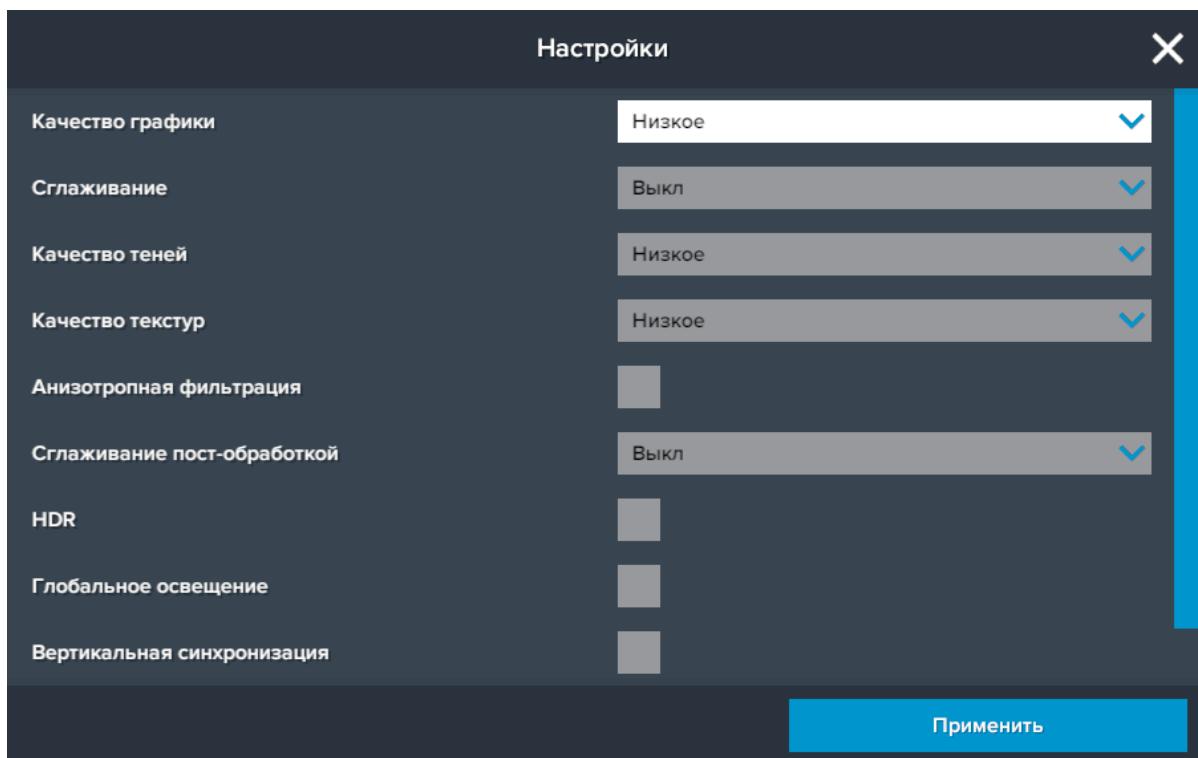 Настройки
Качество графики Низкое
Сглаживание Выкл
Качество теней Низкое
Качество текстур Низкое
Анизотропная фильтрация
Сглаживание пост-обработкой Выкл
HDR
Глобальное освещение
Вертикальная синхронизация
Применить